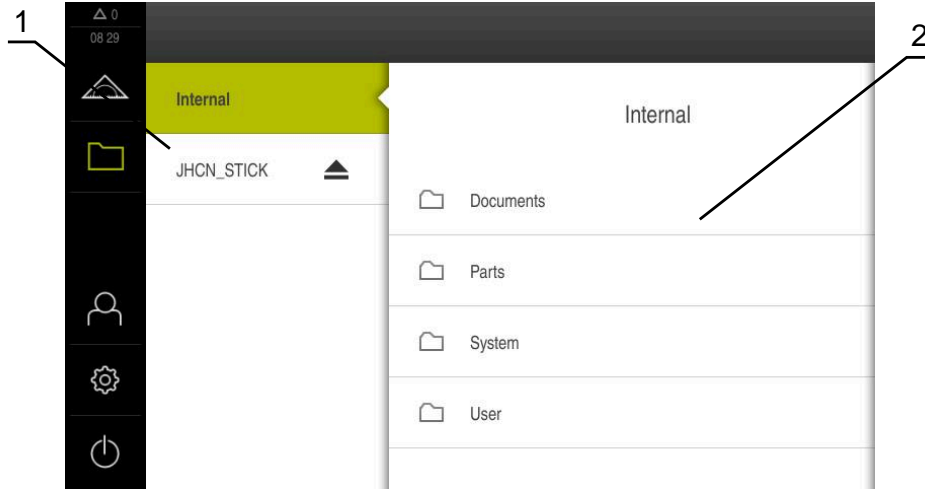 1
0
08 29
2
Internal
JHCN_STICK
Internal
Documents
Parts
System
User